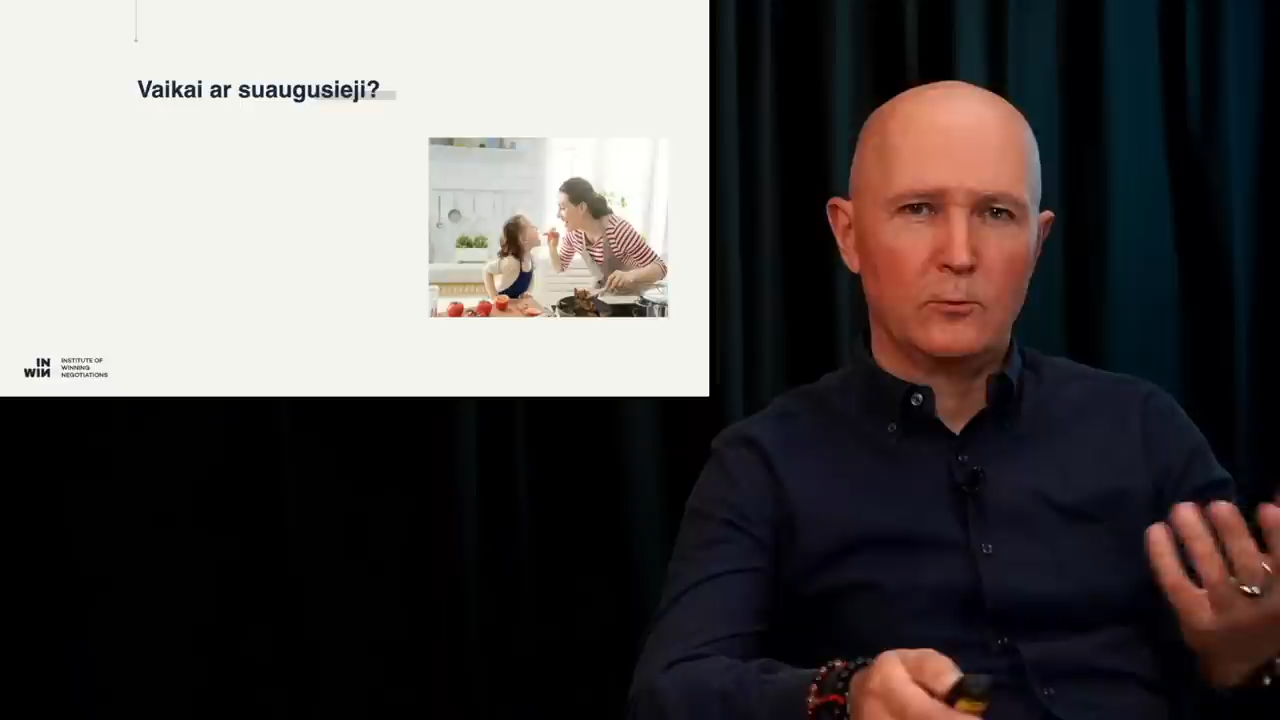 Vaikai ar suaugusieji?
IN
WIN
INSTITUTE OF
WINNING
NEGOTIATIONS